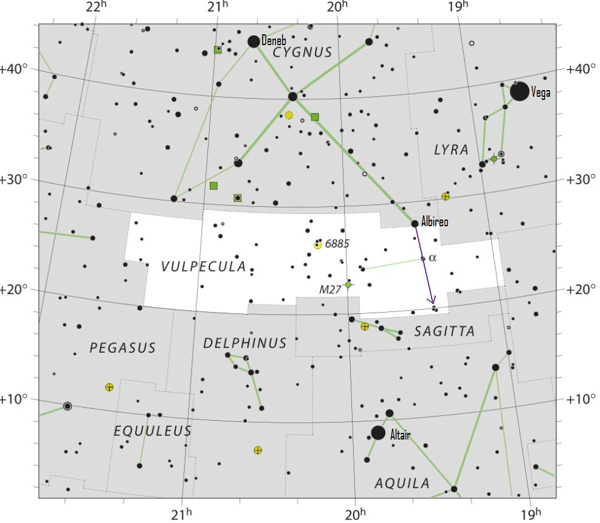 22h 21h 20h 19h
Deneb
CYGNUS
+40° +40°
Vega
LYRA
+30° +30°
Albireo
6885
α
VULPECULA
M27
+20° +20°
SAGITTA
PEGASUS DELPHINUS
+10° +10°
EQUULEUS
Altair
AQUILA
21h 20h 19h